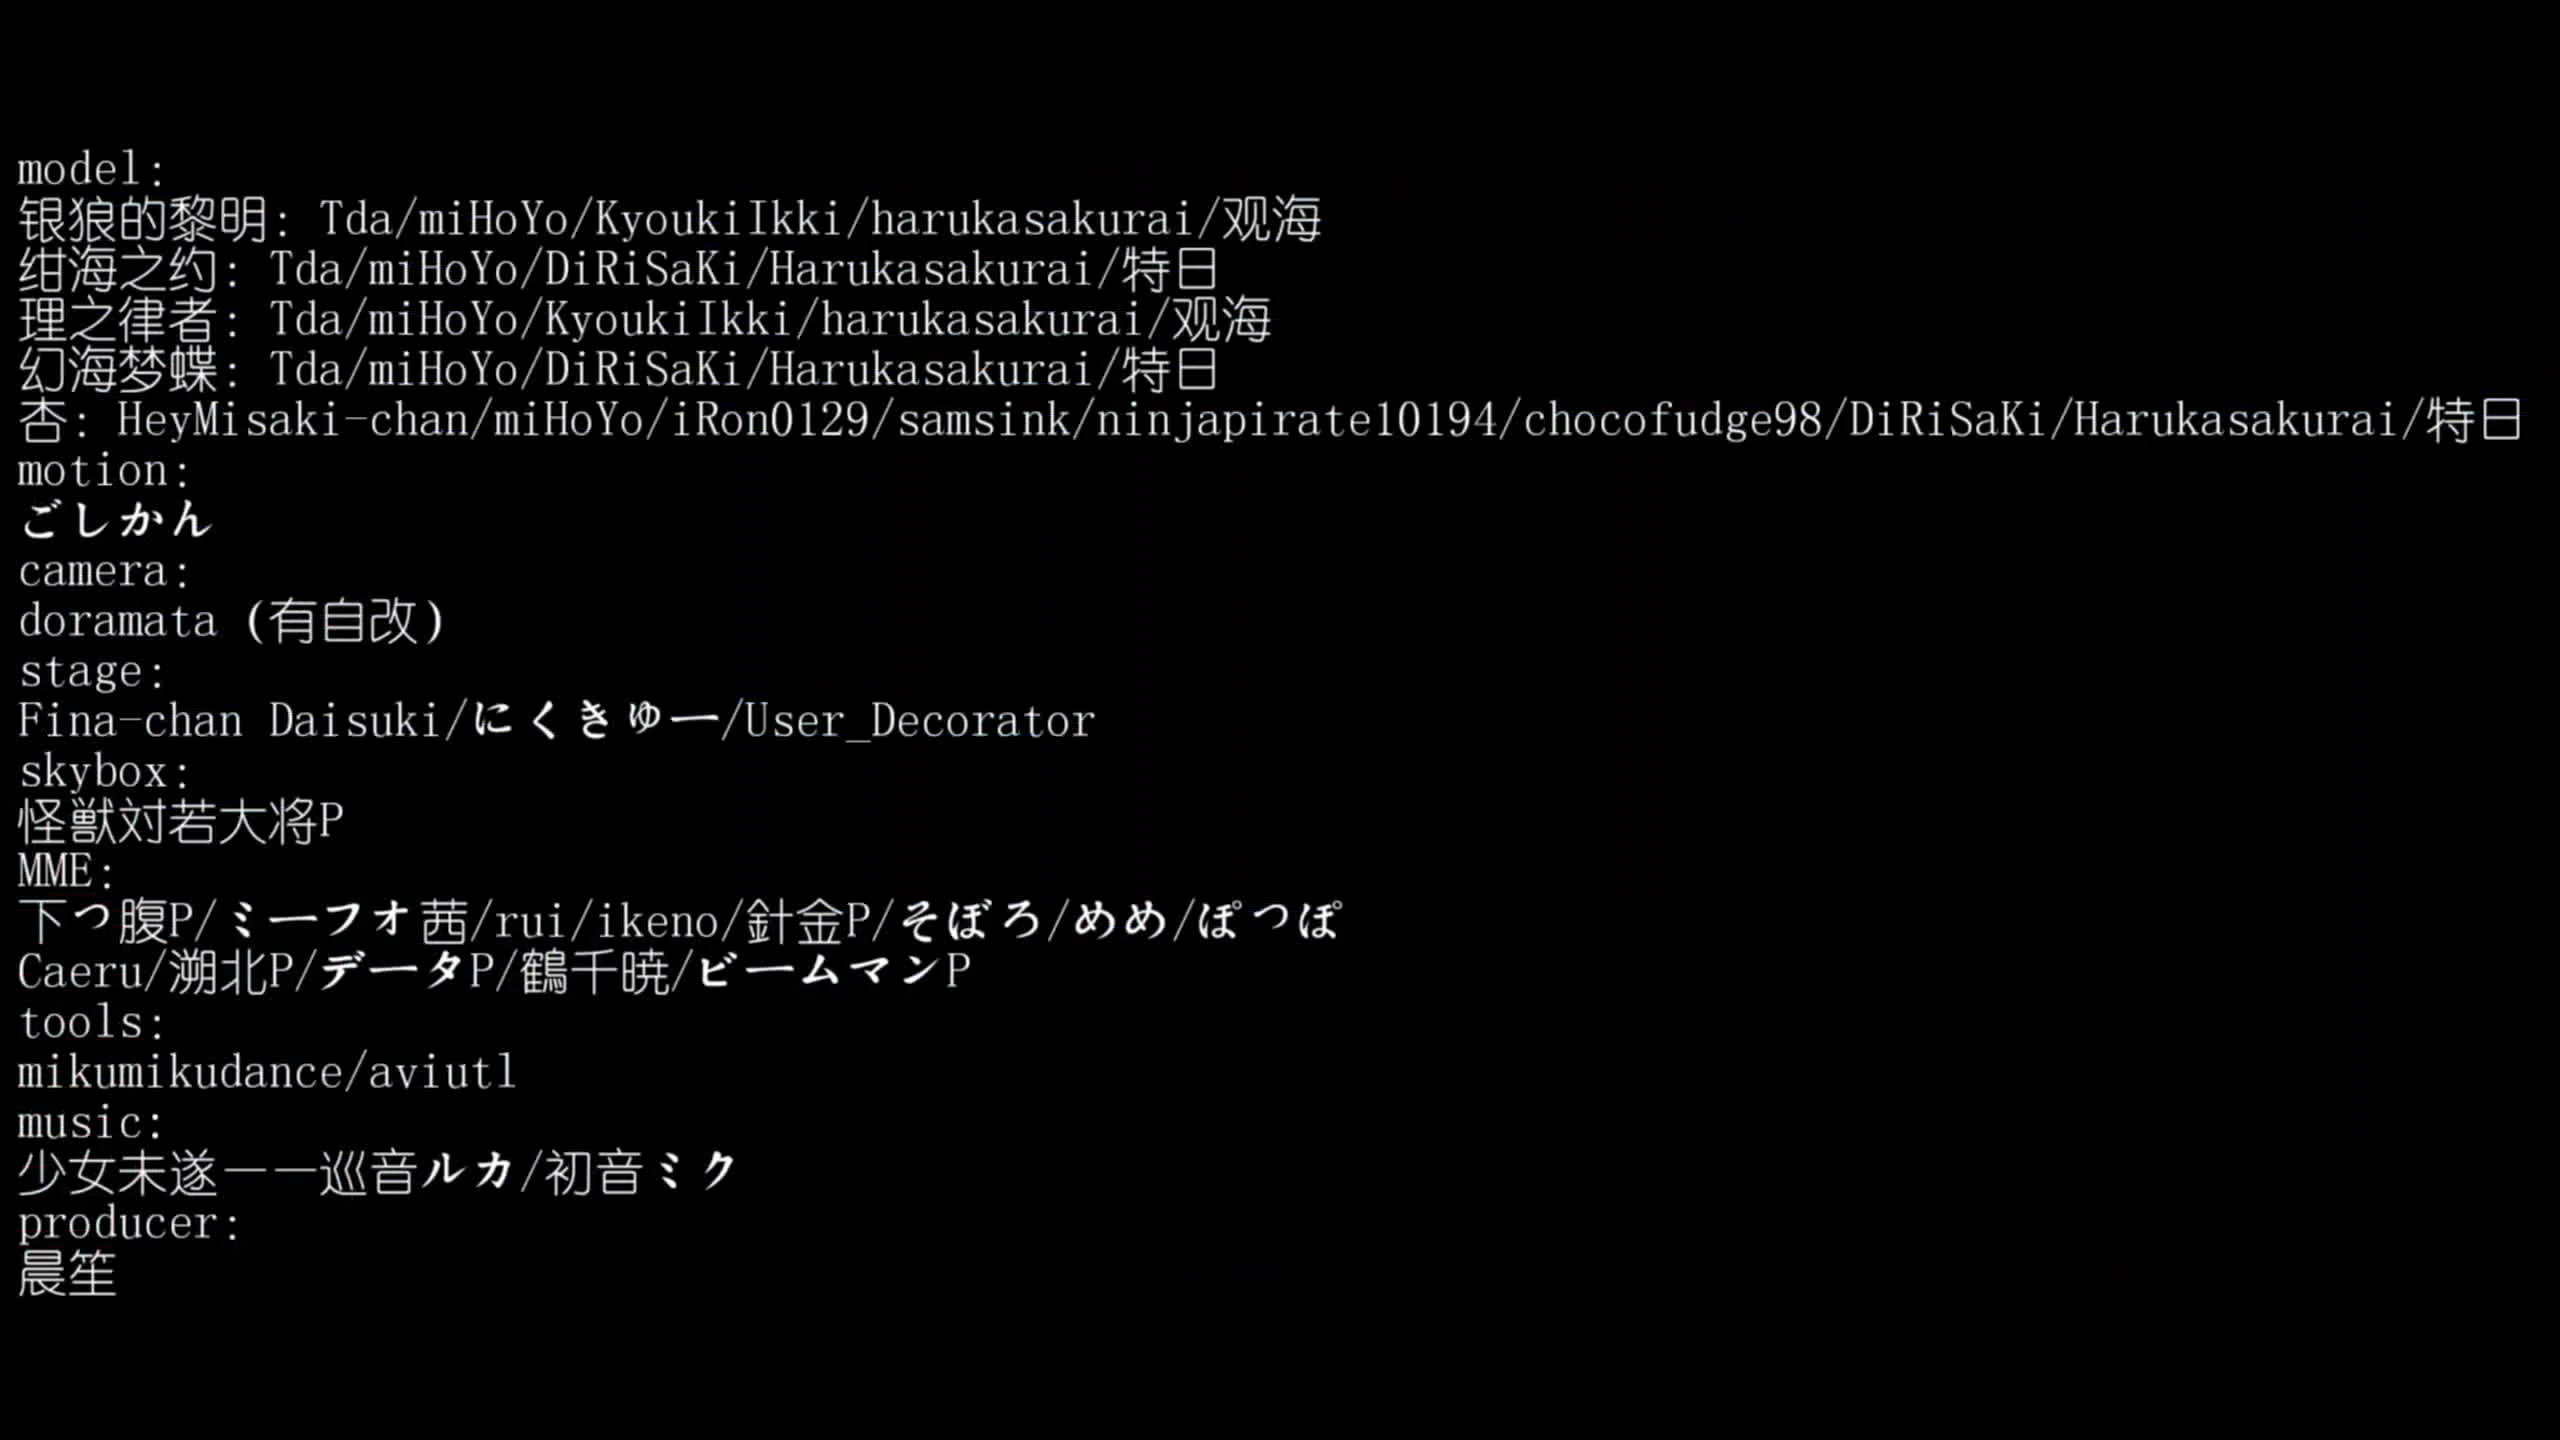 model:
银狼的黎明: Tda/miHoYo/KyoukiIkki/harukasakurai/观海
绀海之约: Tda/miHoYo/DiRiSaKi/Harukasakurai/特日
理之律者: Tda/miHoYo/KyoukiIkki/harukasakurai/观海
幻海梦蝶: Tda/miHoYo/DiRiSaKi/Harukasakurai/特日
杏: HeyMisaki-chan/miHoYo/iRon0129/samsink/ninjapirate10194/chocofudge98/DiRiSaKi/Harukasakurai/特日
motion:
ごしかん
camera:
doramata (有自改)
stage:
Fina-chan Daisuki/にくきゅー/User_Decorator
skybox:
怪獣対若大将P
MME:
下っ腹P/ミーフォ茜/rui/ikeno/針金P/そぼろ/めめ/ぽっぽ
Caeru/溯北P/データP/鶴千暁/ビームマンP
tools:
mikumikudance/aviutl
music:
少女未遂——巡音ルカ/初音ミク
producer:
晨笙